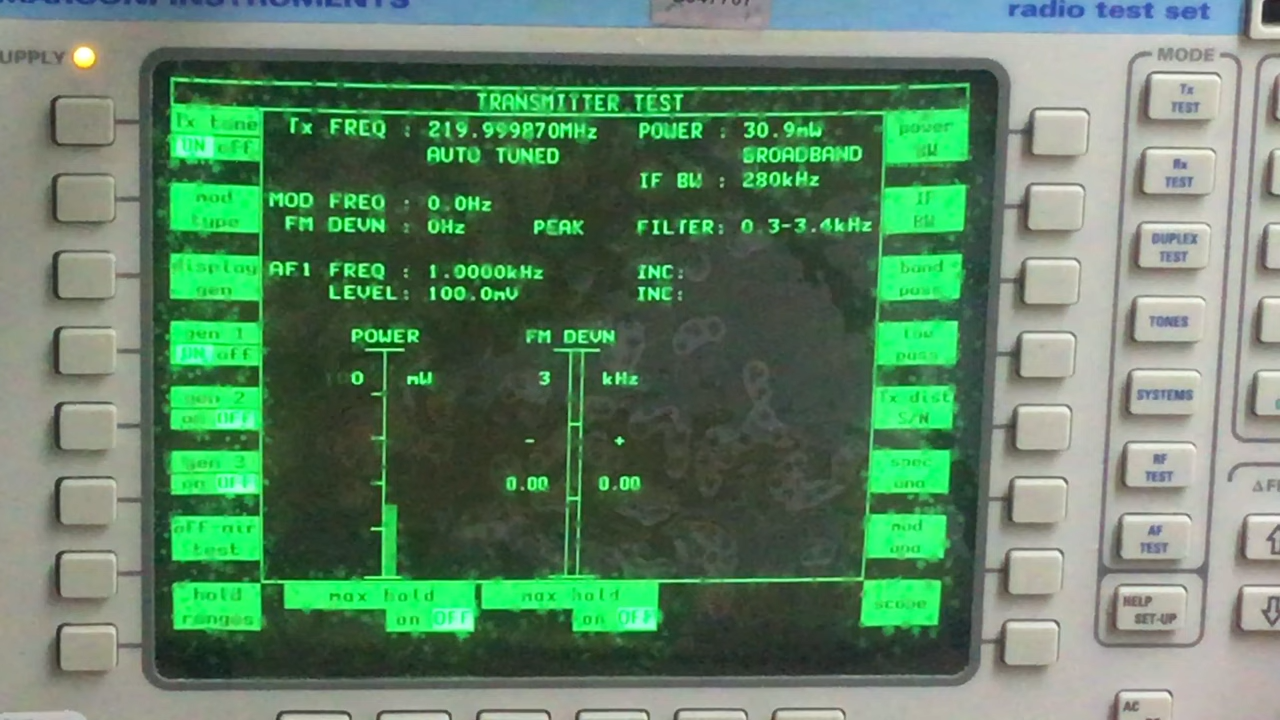 MARCONI INSTRUMENTS
radio test set
SUPPLY
MODE
TRANSMITTER TEST
Tx tone
ON off
Tx FREQ : 219.999870MHz POWER : 30.9mW
AUTO TUNED BROADBAND
IF BW : 280kHz
power
BW
mod
type
MOD FREQ : 0.0Hz
FM DEVN : 0Hz PEAK FILTER: 0.3-3.4kHz
IF
BW
display
gen
AF1 FREQ : 1.0000kHz INC:
LEVEL: 100.0mV INC:
band
pass
gen 1
ON off
POWER FM DEVN
low
pass
100 mW 3 kHz
gen 2
on OFF
Tx dist
S/N
- +
gen 3
on OFF
0.00 0.00
spec
ana
off-air
test
mod
ana
hold
ranges
max hold
on OFF
max hold
on OFF
scope
Tx
TEST
Rx
TEST
DUPLEX
TEST
TONES
SYSTEMS
RF
TEST
AF
TEST
HELP
SET-UP
AC